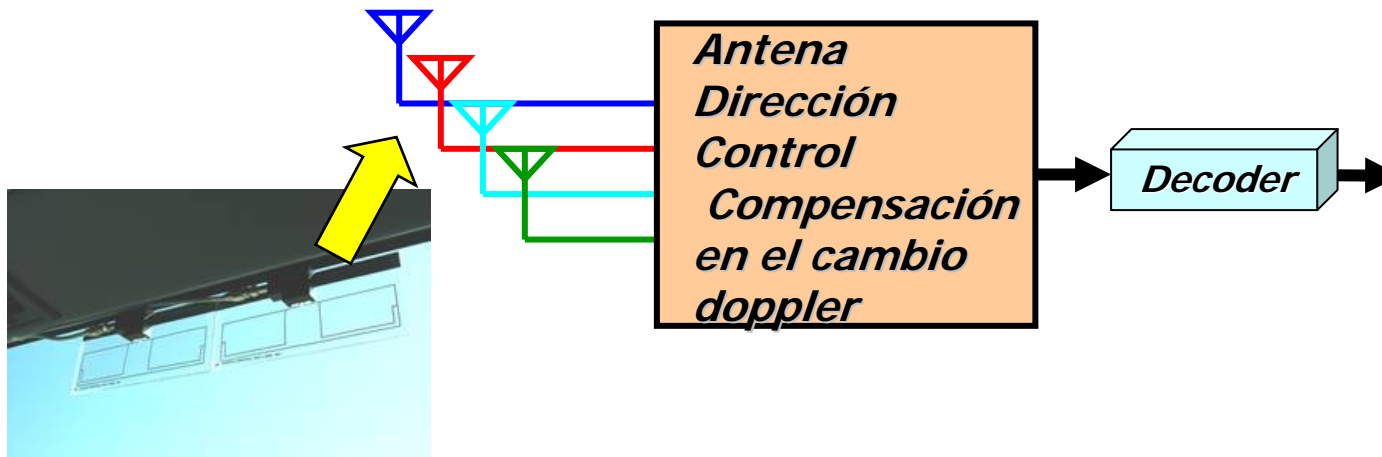 Antena
Dirección
Control
Compensación
en el cambio
doppler
Decoder